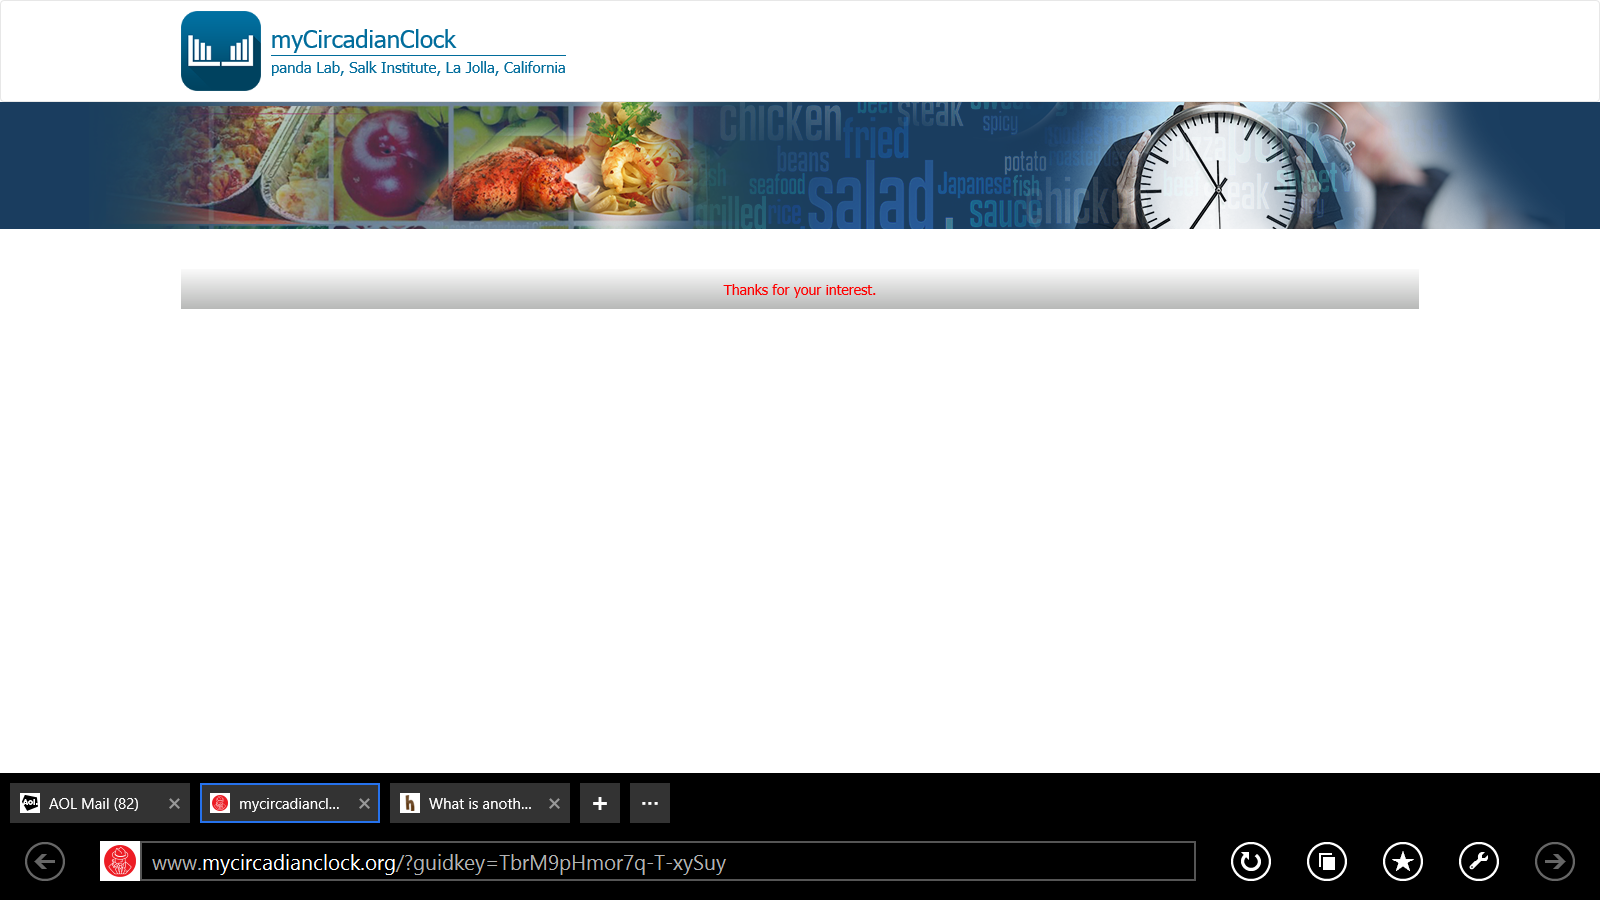 myCircadianClock
panda Lab, Salk Institute, La Jolla, California
chicken
beef
steak
spicy
fried
beans
potato
seafood
salad
Japanese
fish
chicken
grilled
rice
sauce
Thanks for your interest.
AOL Mail (82)
mycircadiancl...
What is anoth...
www.mycircadianclock.org/?guidkey=TbrM9pHmor7q-T-xySuy